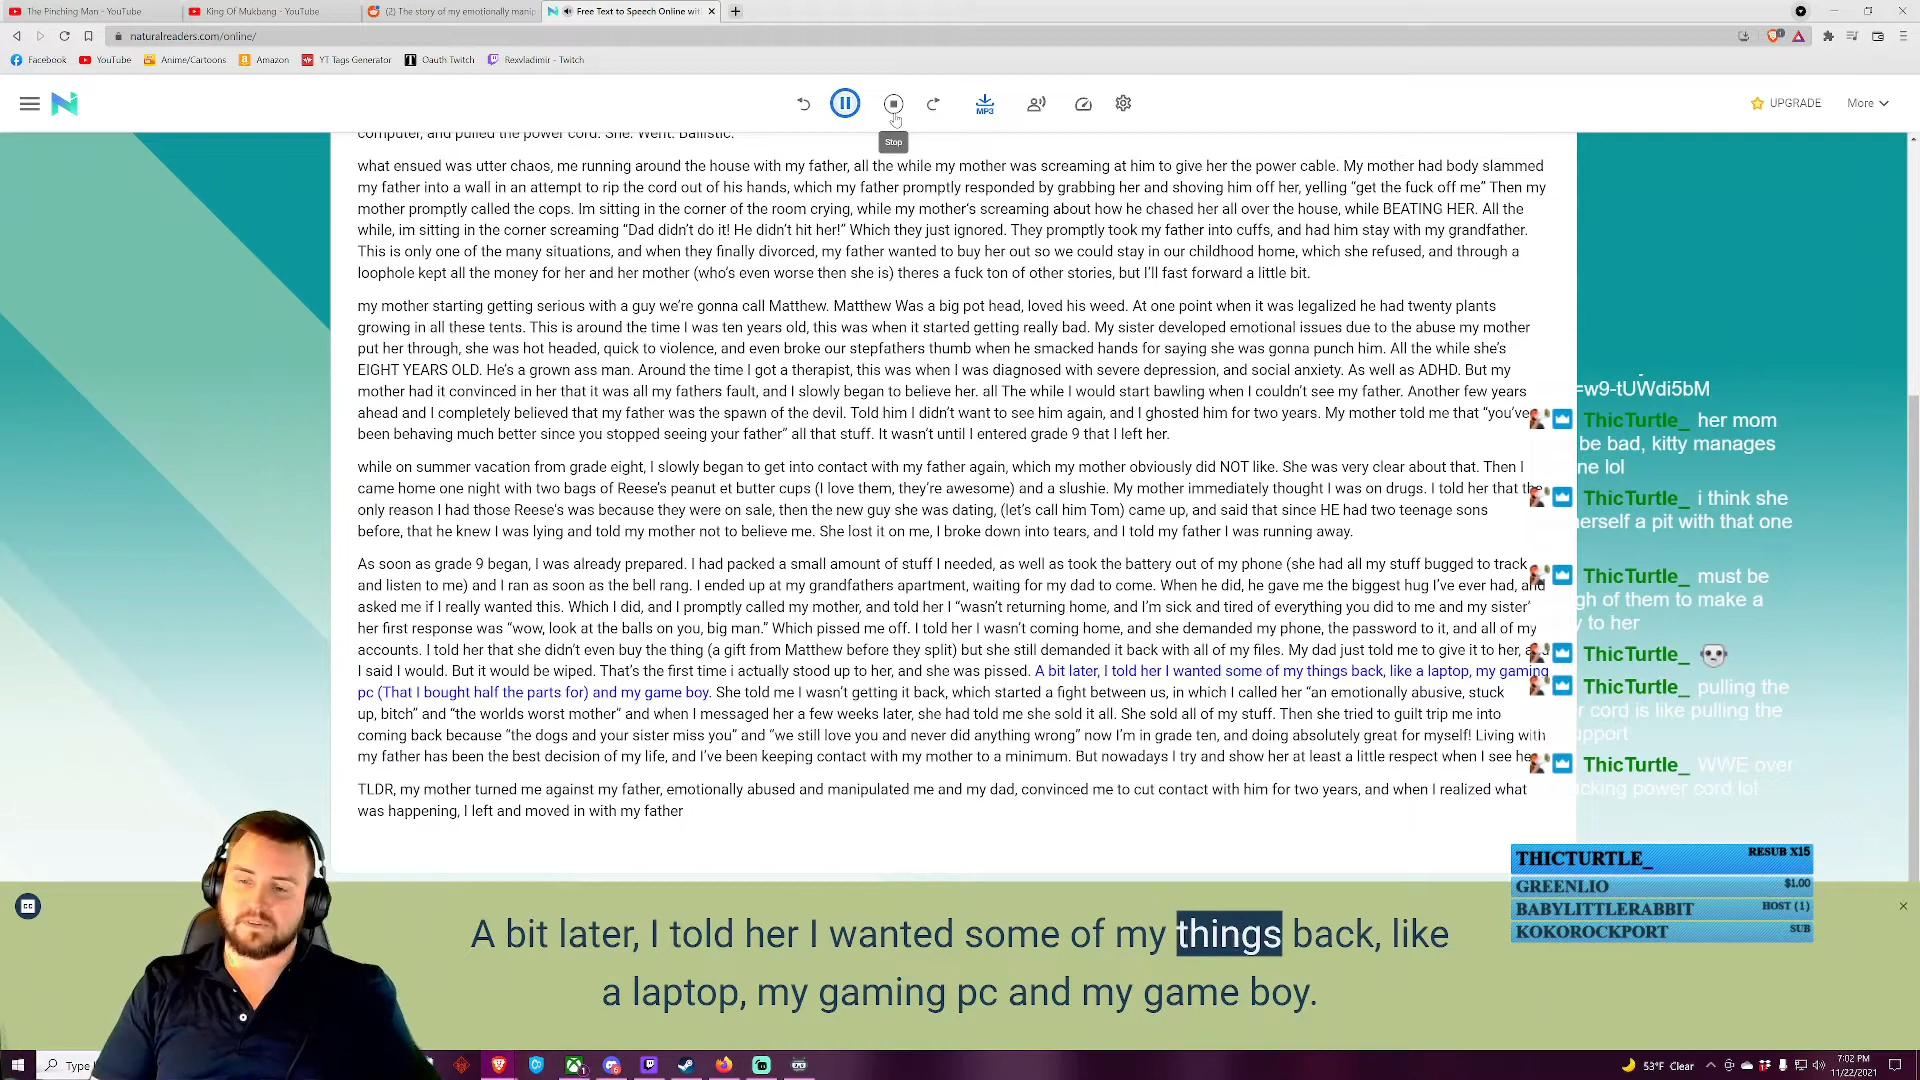 The Pinching Man - YouTube
King Of Mukbang - YouTube
(2) The story of my emotionally manip
Free Text to Speech Online wit
naturalreaders.com/online/
Facebook
YouTube
Anime/Cartoons
Amazon
YT Tags Generator
Oauth Twitch
Rexvladimir - Twitch
MP3
UPGRADE
More
Stop
computer, and pulled the power cord. She. Went. Ballistic.
what ensued was utter chaos, me running around the house with my father, all the while my mother was screaming at him to give her the power cable. My mother had body slammed
my father into a wall in an attempt to rip the cord out of his hands, which my father promptly responded by grabbing her and shoving him off her, yelling “get the fuck off me” Then my
mother promptly called the cops. Im sitting in the corner of the room crying, while my mother‘s screaming about how he chased her all over the house, while BEATING HER. All the
while, im sitting in the corner screaming “Dad didn’t do it! He didn’t hit her!” Which they just ignored. They promptly took my father into cuffs, and had him stay with my grandfather.
This is only one of the many situations, and when they finally divorced, my father wanted to buy her out so we could stay in our childhood home, which she refused, and through a
loophole kept all the money for her and her mother (who’s even worse then she is) theres a fuck ton of other stories, but I’ll fast forward a little bit.
my mother starting getting serious with a guy we’re gonna call Matthew. Matthew Was a big pot head, loved his weed. At one point when it was legalized he had twenty plants
growing in all these tents. This is around the time I was ten years old, this was when it started getting really bad. My sister developed emotional issues due to the abuse my mother
put her through, she was hot headed, quick to violence, and even broke our stepfathers thumb when he smacked hands for saying she was gonna punch him. All the while she’s
EIGHT YEARS OLD. He’s a grown ass man. Around the time I got a therapist, this was when I was diagnosed with severe depression, and social anxiety. As well as ADHD. But my
mother had it convinced in her that it was all my fathers fault, and I slowly began to believe her. all The while I would start bawling when I couldn’t see my father. Another few years
ahead and I completely believed that my father was the spawn of the devil. Told him I didn’t want to see him again, and I ghosted him for two years. My mother told me that “you’ve
been behaving much better since you stopped seeing your father” all that stuff. It wasn’t until I entered grade 9 that I left her.
while on summer vacation from grade eight, I slowly began to get into contact with my father again, which my mother obviously did NOT like. She was very clear about that. Then I
came home one night with two bags of Reese’s peanut et butter cups (I love them, they’re awesome) and a slushie. My mother immediately thought I was on drugs. I told her that the
only reason I had those Reese’s was because they were on sale, then the new guy she was dating, (let’s call him Tom) came up, and said that since HE had two teenage sons
before, that he knew I was lying and told my mother not to believe me. She lost it on me, I broke down into tears, and I told my father I was running away.
As soon as grade 9 began, I was already prepared. I had packed a small amount of stuff I needed, as well as took the battery out of my phone (she had all my stuff bugged to track
and listen to me) and I ran as soon as the bell rang. I ended up at my grandfathers apartment, waiting for my dad to come. When he did, he gave me the biggest hug I’ve ever had, and
asked me if I really wanted this. Which I did, and I promptly called my mother, and told her I “wasn’t returning home, and I’m sick and tired of everything you did to me and my sister’
her first response was “wow, look at the balls on you, big man.” Which pissed me off. I told her I wasn’t coming home, and she demanded my phone, the password to it, and all of my
accounts. I told her that she didn’t even buy the thing (a gift from Matthew before they split) but she still demanded it back with all of my files. My dad just told me to give it to her,
I said I would. But it would be wiped. That’s the first time i actually stood up to her, and she was pissed. A bit later, I told her I wanted some of my things back, like a laptop, my gaming
pc (That I bought half the parts for) and my game boy. She told me I wasn’t getting it back, which started a fight between us, in which I called her “an emotionally abusive, stuck
up, bitch” and “the worlds worst mother” and when I messaged her a few weeks later, she had told me she sold it all. She sold all of my stuff. Then she tried to guilt trip me into
coming back because “the dogs and your sister miss you” and “we still love you and never did anything wrong” now I’m in grade ten, and doing absolutely great for myself! Living with
my father has been the best decision of my life, and I’ve been keeping contact with my mother to a minimum. But nowadays I try and show her at least a little respect when I see he
TLDR, my mother turned me against my father, emotionally abused and manipulated me and my dad, convinced me to cut contact with him for two years, and when I realized what
was happening, I left and moved in with my father
=w9-tUWdi5bM
ThicTurtle_ her mom
be bad, kitty manages
ne lol
ThicTurtle_ i think she
herself a pit with that one
ThicTurtle_ must be
gh of them to make a
y to her
ThicTurtle_
ThicTurtle_ pulling the
r cord is like pulling the
upport
ThicTurtle_ WWE over
cking power cord lol
THICTURTLE_ RESUB X15
GREENLIO $1.00
BABYLITTLERABBIT HOST (1)
KOKOROCKPORT SUB
CC
A bit later, I told her I wanted some of my things back, like
a laptop, my gaming pc and my game boy.
Type
53°F Clear
7:02 PM
11/22/2021